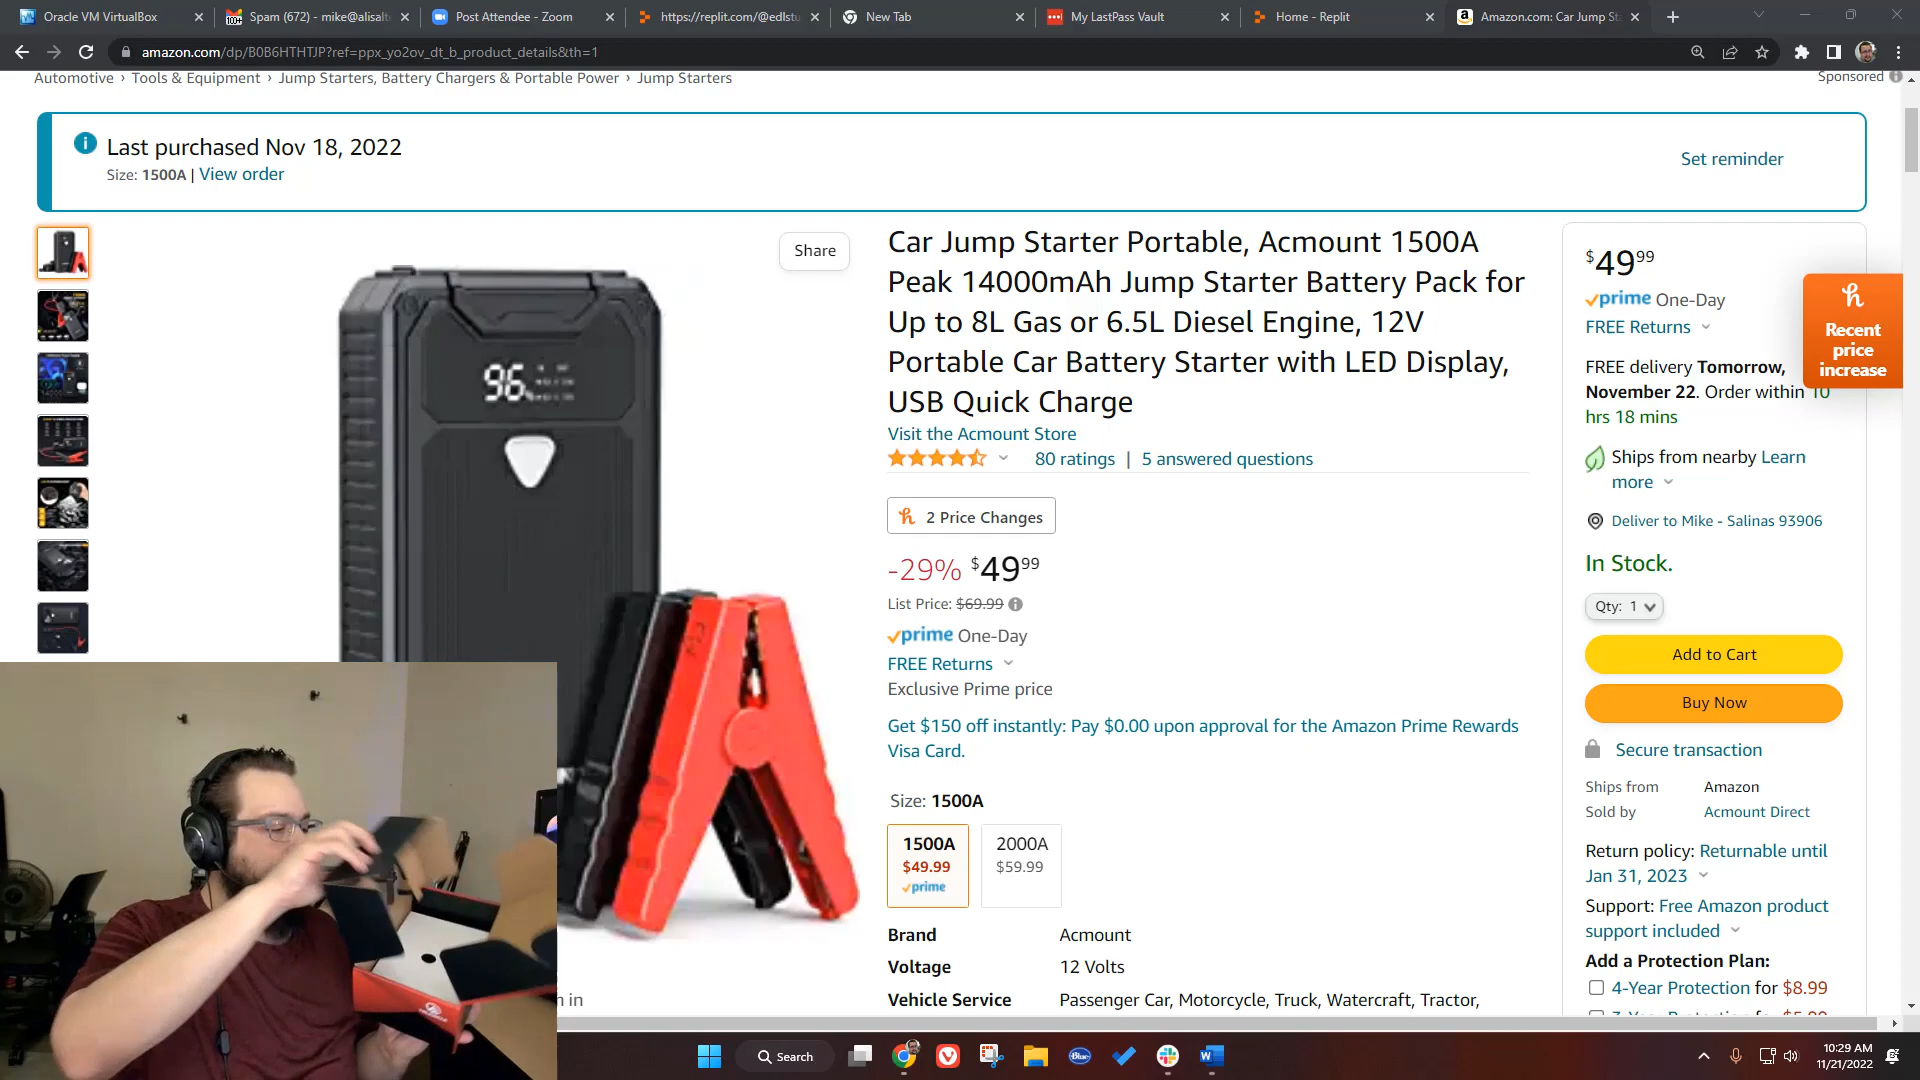 Oracle VM VirtualBox
Spam (672) - mike@alisalt
Post Attendee - Zoom
https://replit.com/@edlstu
New Tab
My LastPass Vault
Home - Replit
Amazon.com: Car Jump St
amazon.com/dp/B0B6HTHTJP?ref=ppx_yo2ov_dt_b_product_details&th=1
Automotive › Tools & Equipment › Jump Starters, Battery Chargers & Portable Power › Jump Starters
Sponsored
Last purchased Nov 18, 2022
Size: 1500A | View order
Set reminder
Share
96%
Car Jump Starter Portable, Acmount 1500A
Peak 14000mAh Jump Starter Battery Pack for
Up to 8L Gas or 6.5L Diesel Engine, 12V
Portable Car Battery Starter with LED Display,
USB Quick Charge
Visit the Acmount Store
80 ratings | 5 answered questions
2 Price Changes
-29% $49 99
List Price: $69.99
prime One-Day
FREE Returns
Exclusive Prime price
Get $150 off instantly: Pay $0.00 upon approval for the Amazon Prime Rewards
Visa Card.
Size: 1500A
1500A
$49.99
prime
2000A
$59.99
Brand Acmount
Voltage 12 Volts
Vehicle Service Passenger Car, Motorcycle, Truck, Watercraft, Tractor,
in
$49 99
prime One-Day
FREE Returns
FREE delivery Tomorrow,
November 22. Order within 10
hrs 18 mins
Recent
price
increase
Ships from nearby Learn
more
Deliver to Mike - Salinas 93906
In Stock.
Qty: 1
Add to Cart
Buy Now
Secure transaction
Ships from Amazon
Sold by Acmount Direct
Return policy: Returnable until
Jan 31, 2023
Support: Free Amazon product
support included
Add a Protection Plan:
4-Year Protection for $8.99
Search
Blue
10:29 AM
11/21/2022